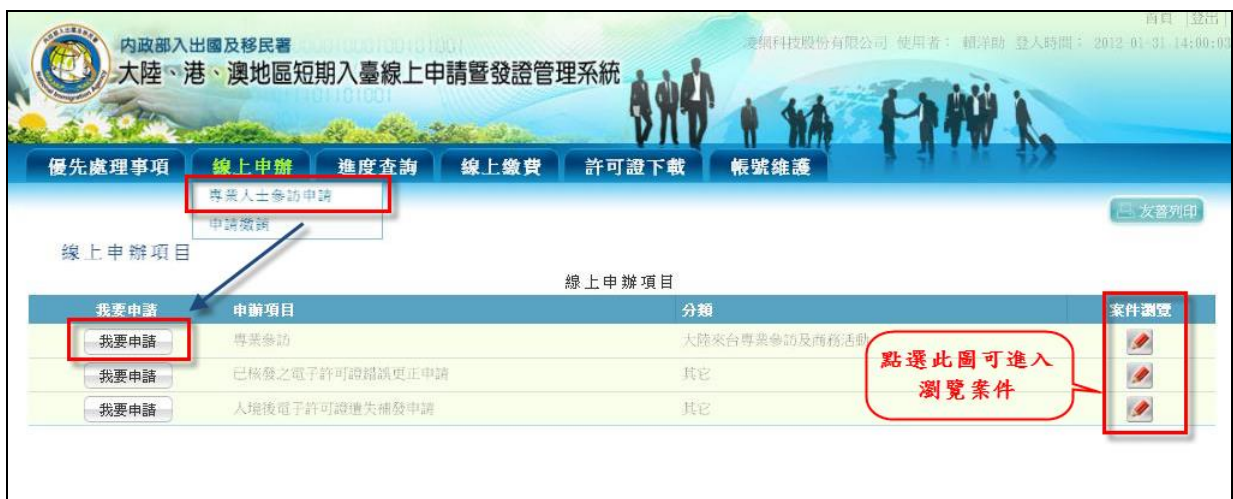 首頁 | 登出 |
內政部入出國及移民署
凌網科技股份有限公司 使用者： 賴洋助 登入時間： 2012-01-31 14:00:03
大陸、港、澳地區短期入臺線上申請暨發證管理系統
優先處理事項 線上申辦 進度查詢 線上繳費 許可證下載 帳號維護
專業人士參訪申請
申請撤銷
友善列印
線上申辦項目
線上申辦項目
我要申請 申辦項目 分類 案件瀏覽
我要申請 專業參訪 大陸來台專業參訪及商務活動
我要申請 已核發之電子許可證錯誤更正申請 其它
我要申請 入境後電子許可證遺失補發申請 其它
點選此圖可進入
瀏覽案件